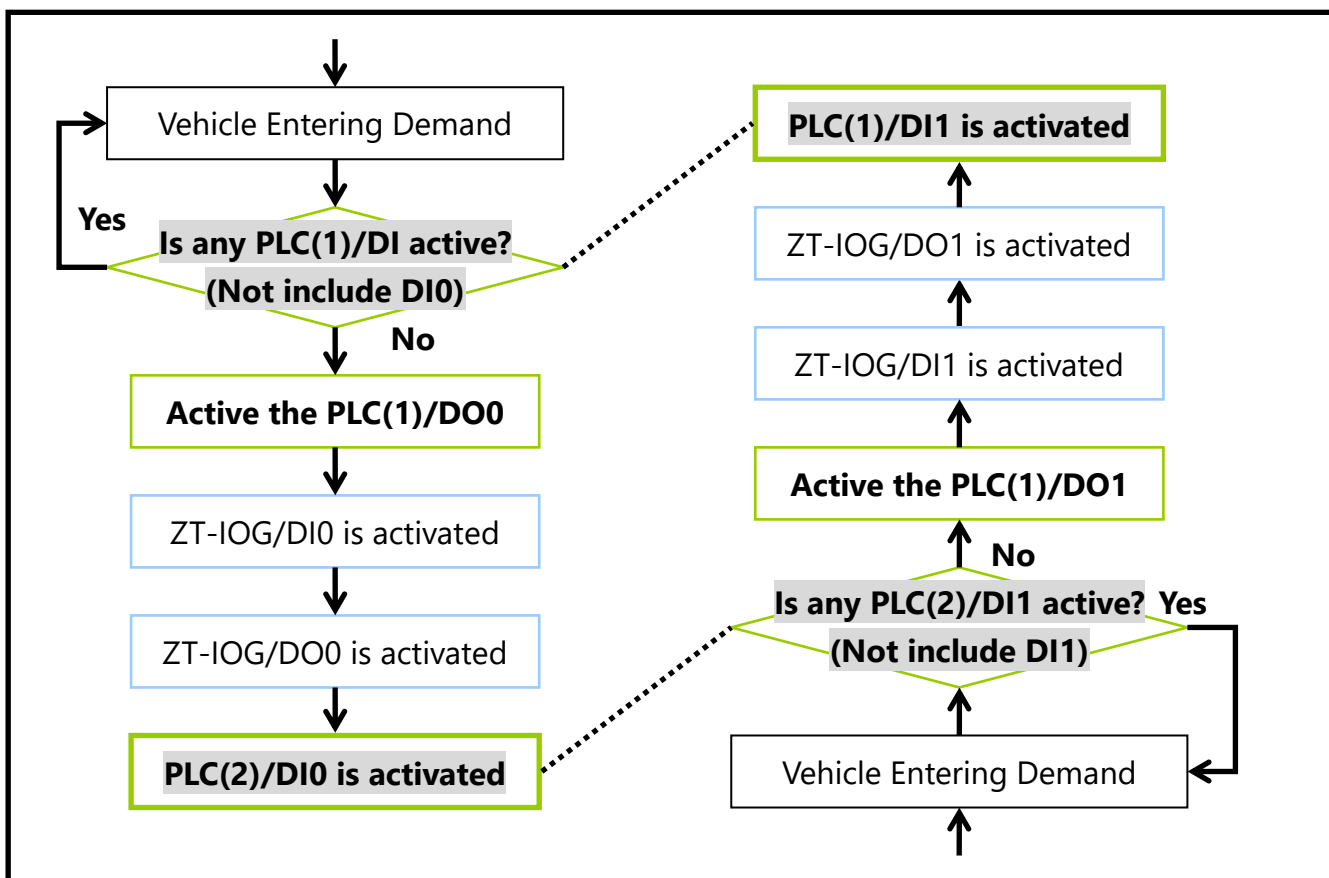 Vehicle Entering Demand
Yes
Is any PLC(1)/DI active?
(Not include DI0)
No
Active the PLC(1)/DO0
ZT-IOG/DI0 is activated
ZT-IOG/DO0 is activated
PLC(2)/DI0 is activated
PLC(1)/DI1 is activated
ZT-IOG/DO1 is activated
ZT-IOG/DI1 is activated
Active the PLC(1)/DO1
No
Is any PLC(2)/DI1 active?
Yes
(Not include DI1)
Vehicle Entering Demand